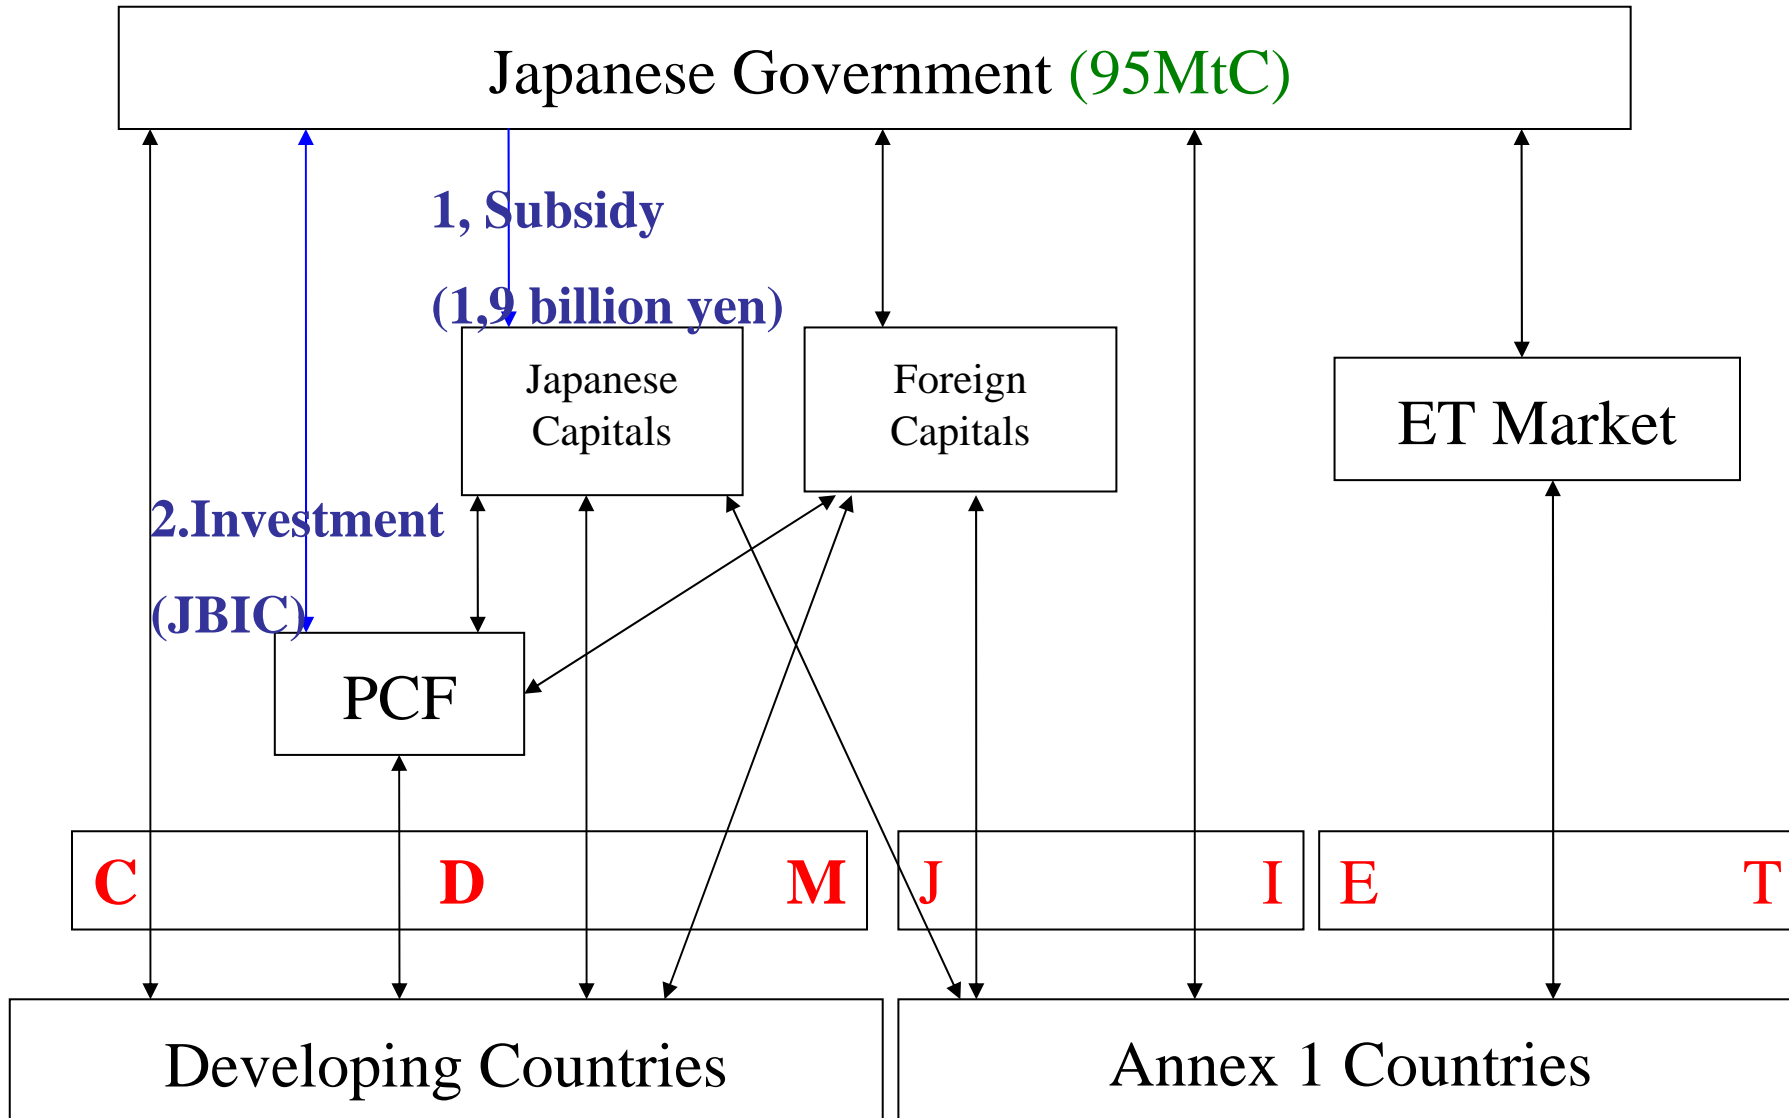 Japanese Government (95MtC)
1, Subsidy
(1,9 billion yen)
Japanese
Capitals
Foreign
Capitals
ET Market
2.Investment
(JBIC)
PCF
C D M
J I
E T
Developing Countries
Annex 1 Countries